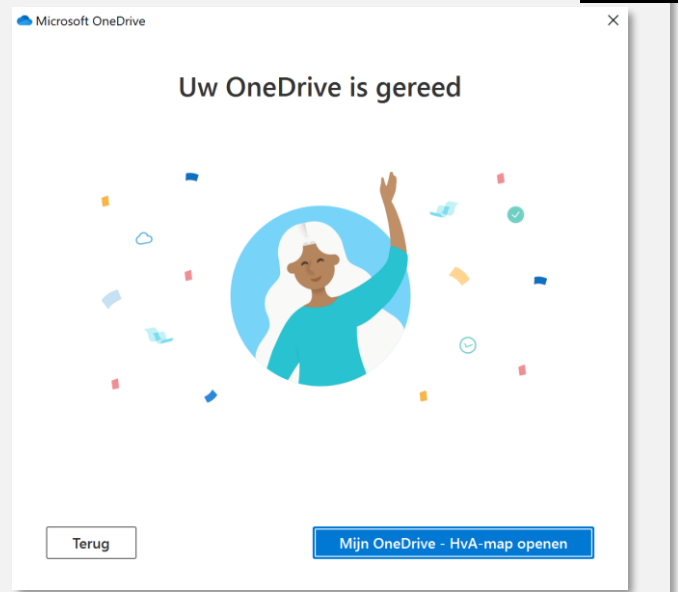 Microsoft OneDrive
Uw OneDrive is gereed
Terug
Mijn OneDrive - HvA-map openen